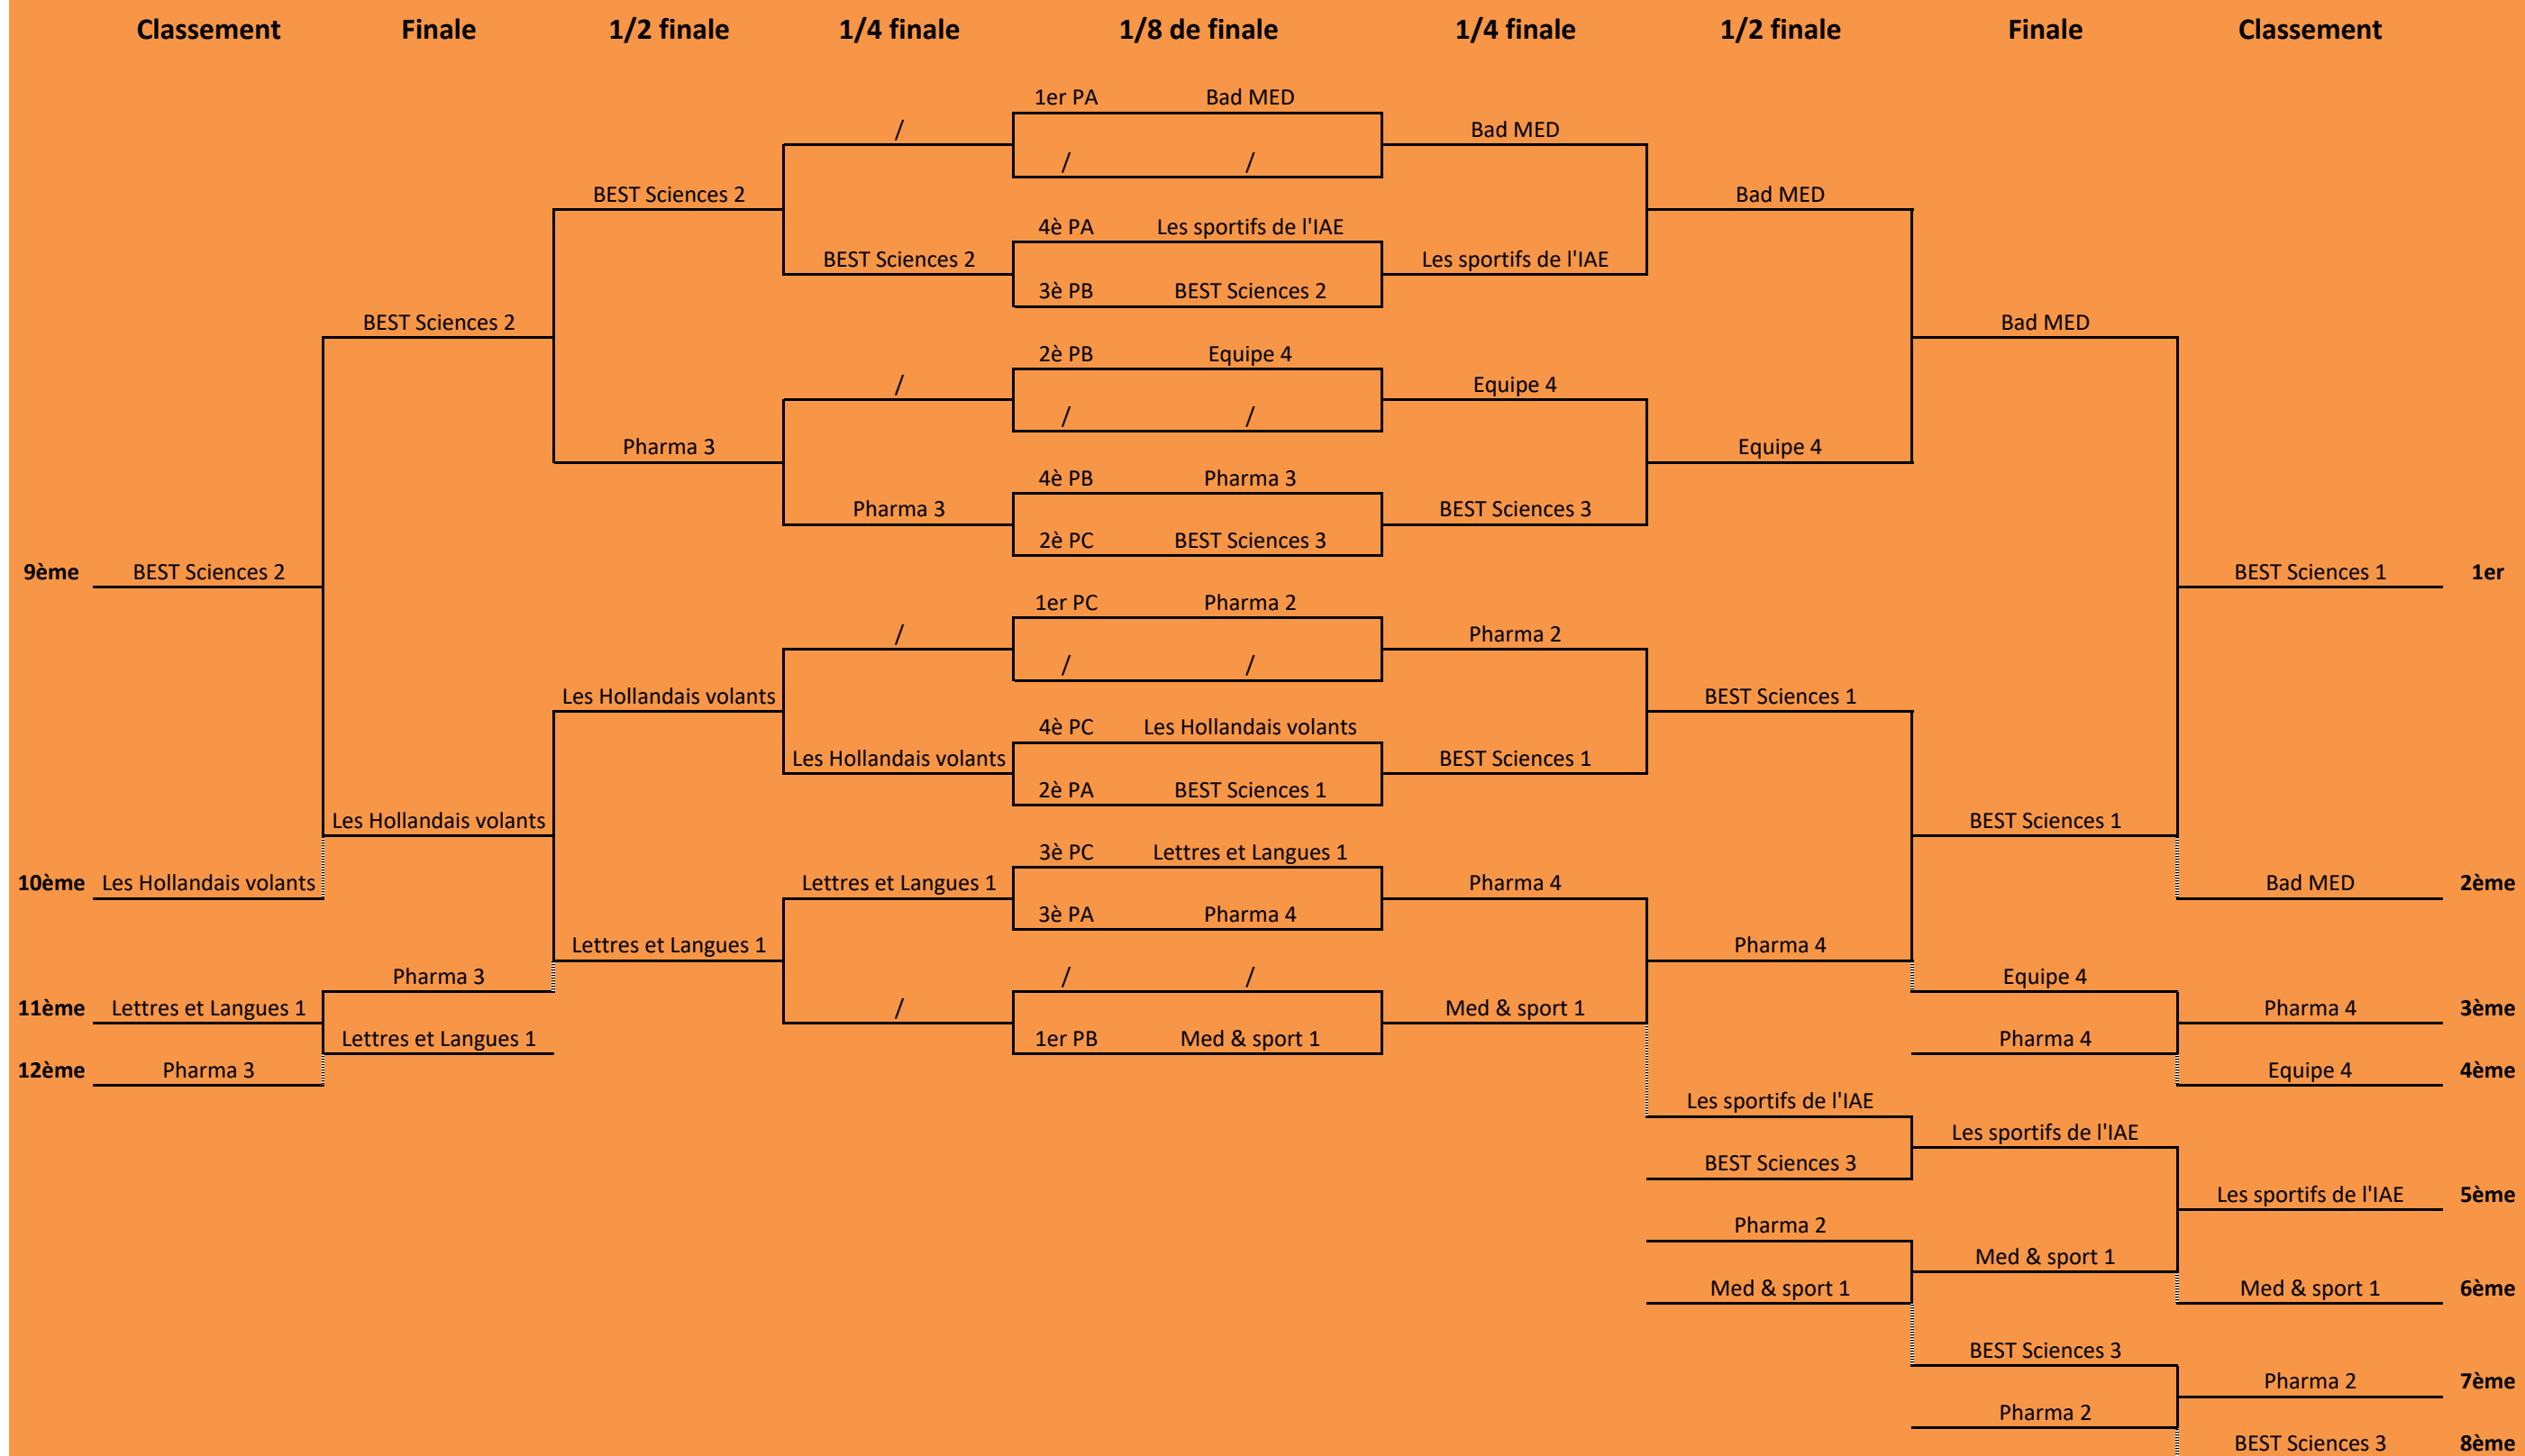 Classement Finale 1/2 finale 1/4 finale 1/8 de finale 1/4 finale 1/2 finale Finale Classement
1er PA Bad MED
/ Bad MED
/ /
BEST Sciences 2 Bad MED
4è PA Les sportifs de l'IAE
BEST Sciences 2 Les sportifs de l'IAE
3è PB BEST Sciences 2
BEST Sciences 2 Bad MED
2è PB Equipe 4
/ Equipe 4
/ /
Pharma 3 Equipe 4
4è PB Pharma 3
Pharma 3 BEST Sciences 3
2è PC BEST Sciences 3
9ème BEST Sciences 2 BEST Sciences 1 1er
1er PC Pharma 2
/ Pharma 2
/ /
Les Hollandais volants BEST Sciences 1
4è PC Les Hollandais volants
Les Hollandais volants BEST Sciences 1
2è PA BEST Sciences 1
Les Hollandais volants BEST Sciences 1
3è PC Lettres et Langues 1
10ème Les Hollandais volants Lettres et Langues 1 Pharma 4 Bad MED 2ème
3è PA Pharma 4
Lettres et Langues 1 Pharma 4
Pharma 3 / / Equipe 4
11ème Lettres et Langues 1 / Med & sport 1 Pharma 4 3ème
Lettres et Langues 1 1er PB Med & sport 1 Pharma 4
12ème Pharma 3 Equipe 4 4ème
Les sportifs de l'IAE
Les sportifs de l'IAE
BEST Sciences 3
Les sportifs de l'IAE 5ème
Pharma 2
Med & sport 1
Med & sport 1 Med & sport 1 6ème
BEST Sciences 3
Pharma 2 7ème
Pharma 2
BEST Sciences 3 8ème